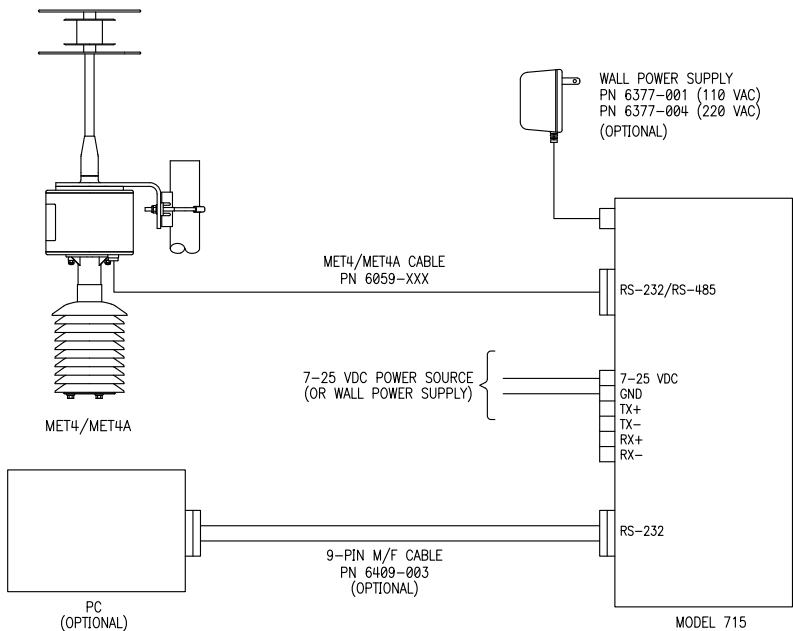 WALL POWER SUPPLY
PN 6377-001 (110 VAC)
PN 6377-004 (220 VAC)
(OPTIONAL)
MET4/MET4A CABLE
PN 6059-XXX
RS-232/RS-485
7-25 VDC POWER SOURCE
(OR WALL POWER SUPPLY)
7-25 VDC
GND
TX+
TX-
RX+
RX-
MET4/MET4A
RS-232
9-PIN M/F CABLE
PN 6409-003
(OPTIONAL)
PC
(OPTIONAL)
MODEL 715